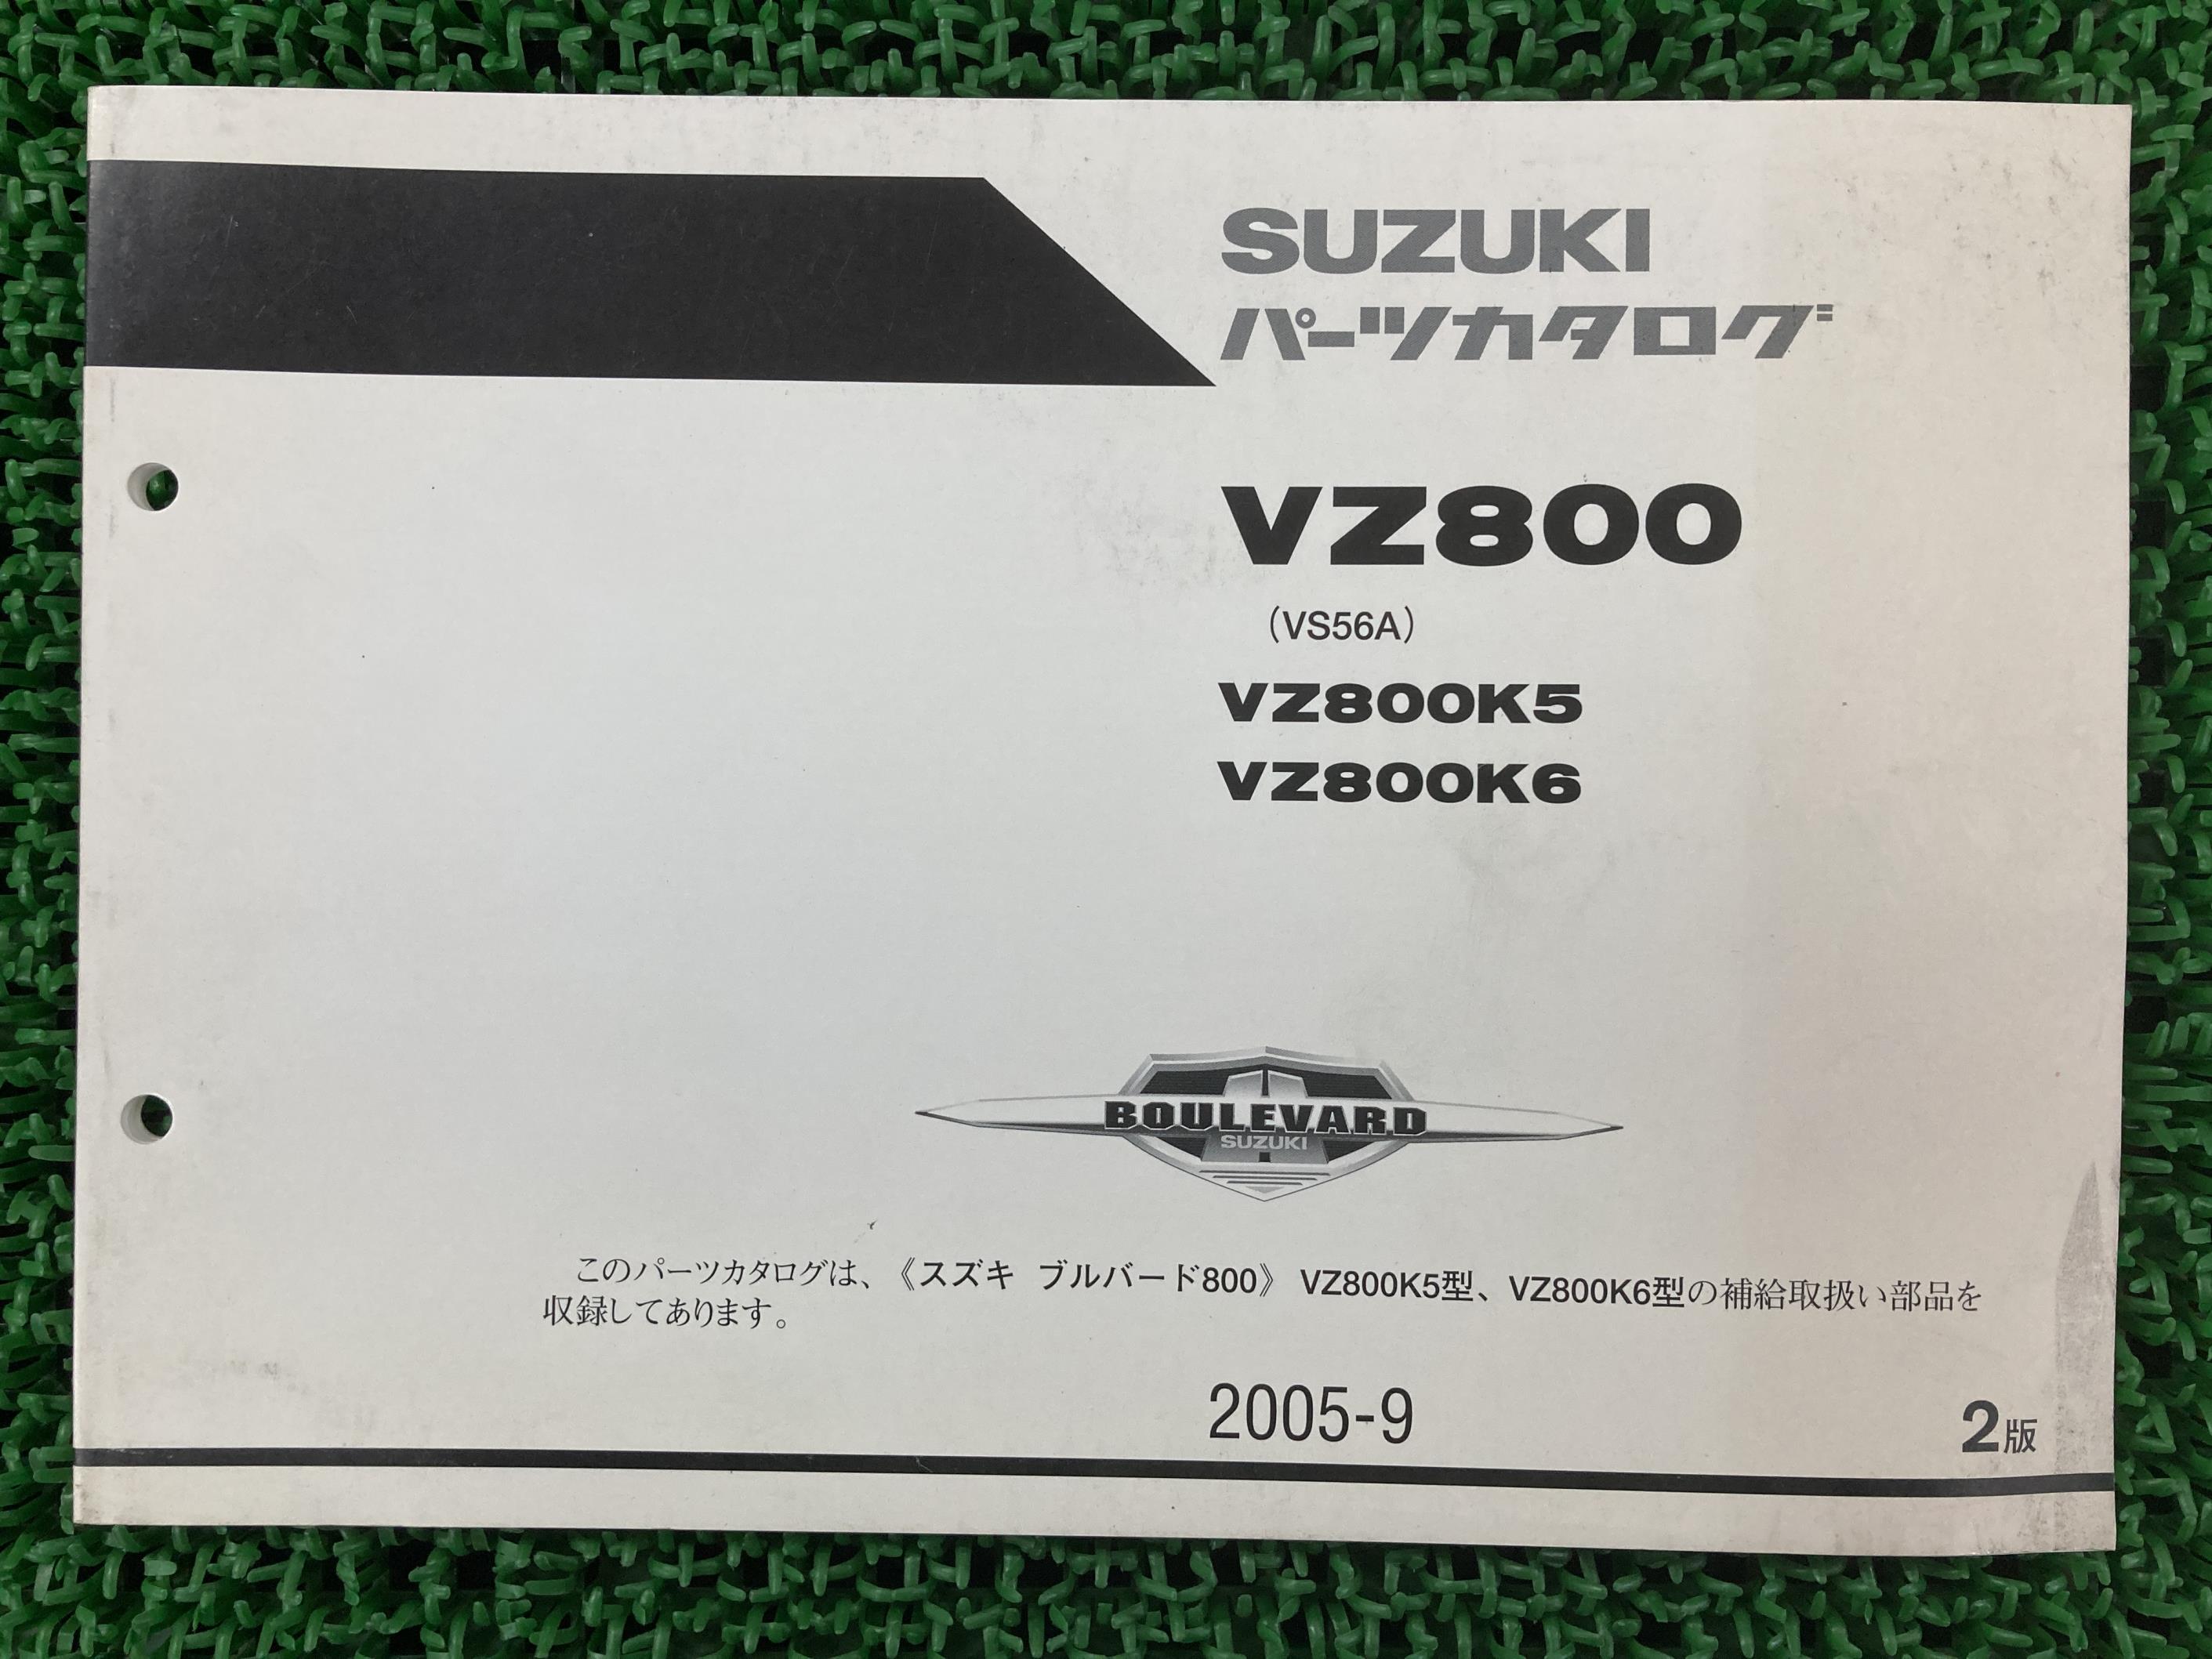 SUZUKI
パーツカタログ
VZ800
(VS56A)
VZ800K5
VZ800K6
BOULEVARD
SUZUKI
このパーツカタログは、《スズキ ブルバード800》 VZ800K5型、VZ800K6型の補給取扱い部品を
収録してあります。
2005-9
2版